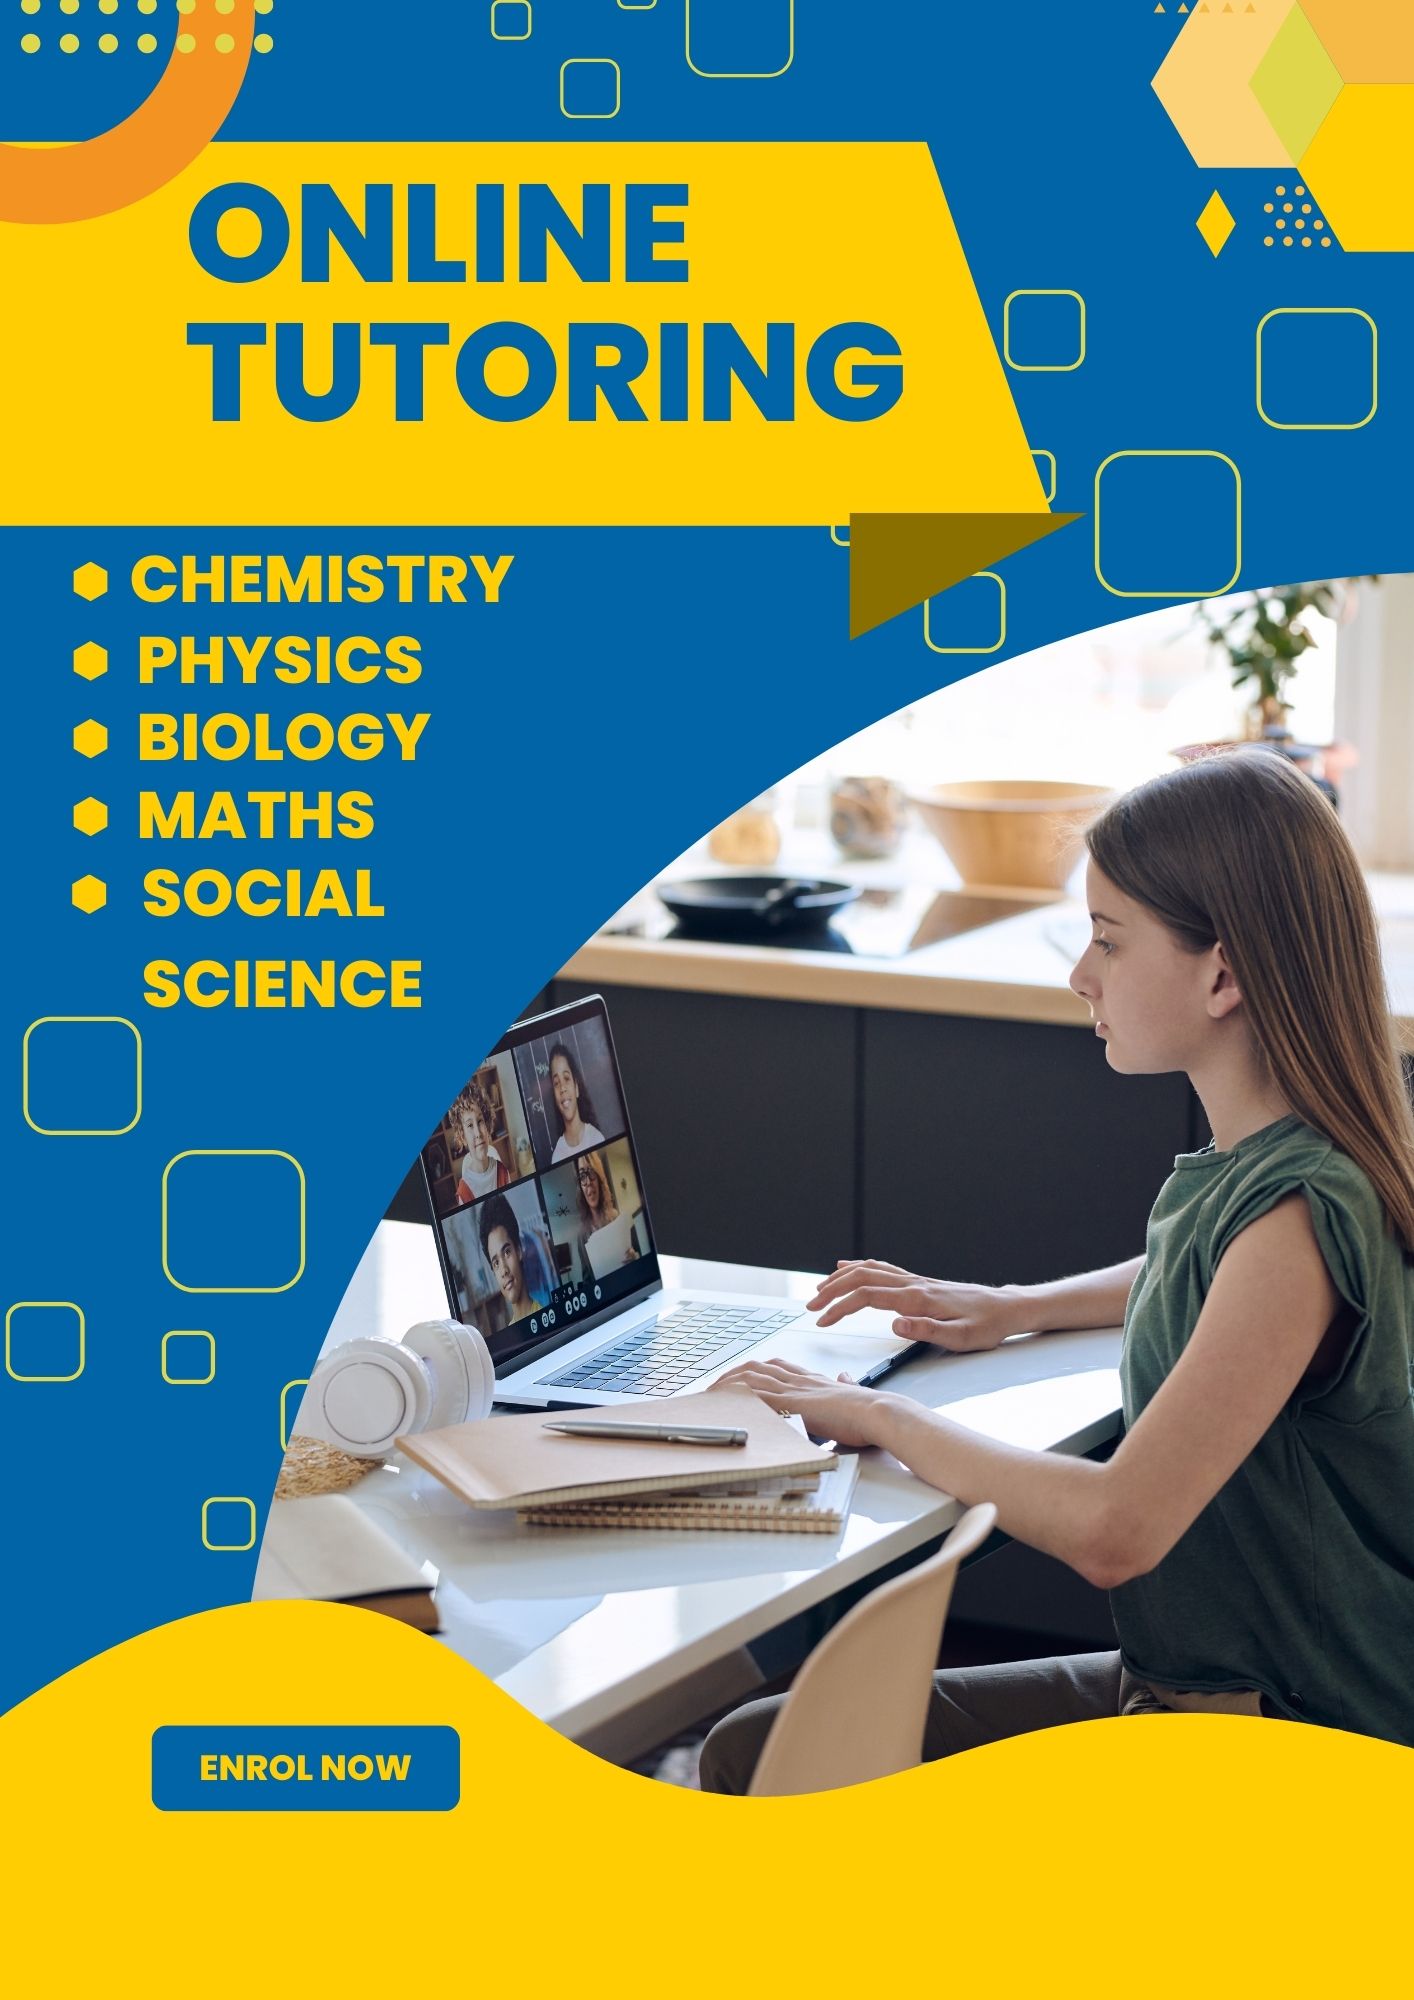 ONLINE
TUTORING
CHEMISTRY
PHYSICS
BIOLOGY
MATHS
SOCIAL
SCIENCE
ENROL NOW